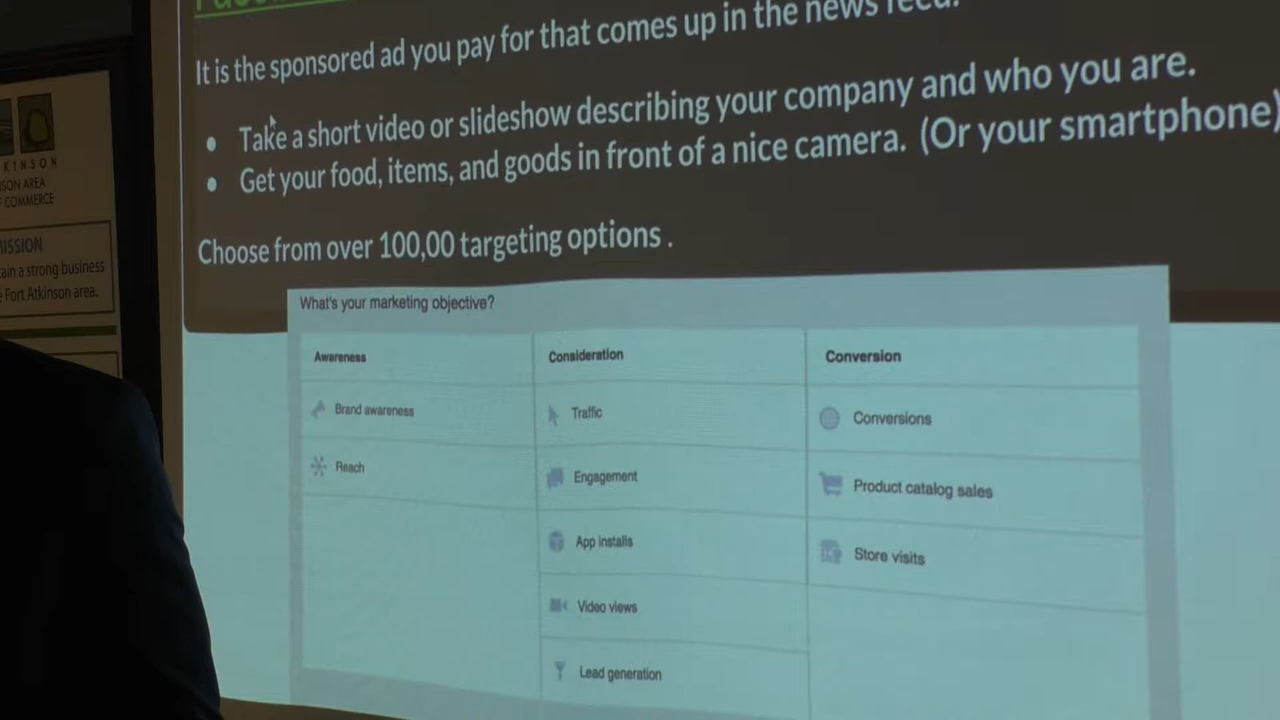 It is the sponsored ad you pay for that comes up in the news feed.
• Take a short video or slideshow describing your company and who you are.
• Get your food, items, and goods in front of a nice camera. (Or your smartphone)
Choose from over 100,00 targeting options .
What's your marketing objective?
Awareness
Brand awareness
Reach
Consideration
Traffic
Engagement
App installs
Video views
Lead generation
Conversion
Conversions
Product catalog sales
Store visits
KINSON
SON AREA
F COMMERCE
ISSION
ain a strong business
e Fort Atkinson area.